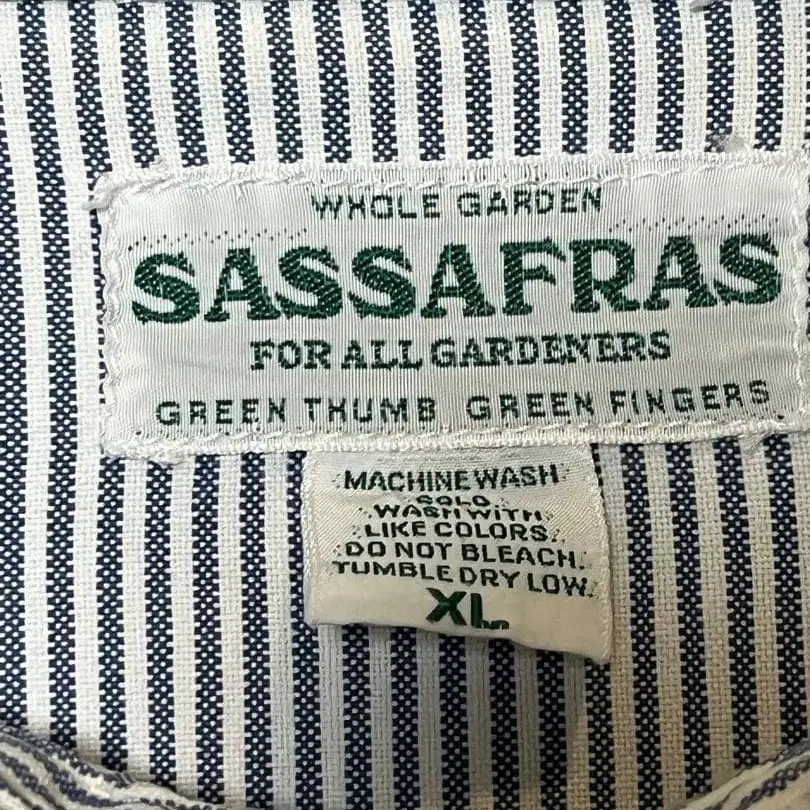 WHOLE GARDEN
SASSAFRAS
FOR ALL GARDENERS
GREEN THUMB GREEN FINGERS
MACHINE WASH
COLD
WASH WITH
LIKE COLORS.
DO NOT BLEACH.
TUMBLE DRY LOW.
XL